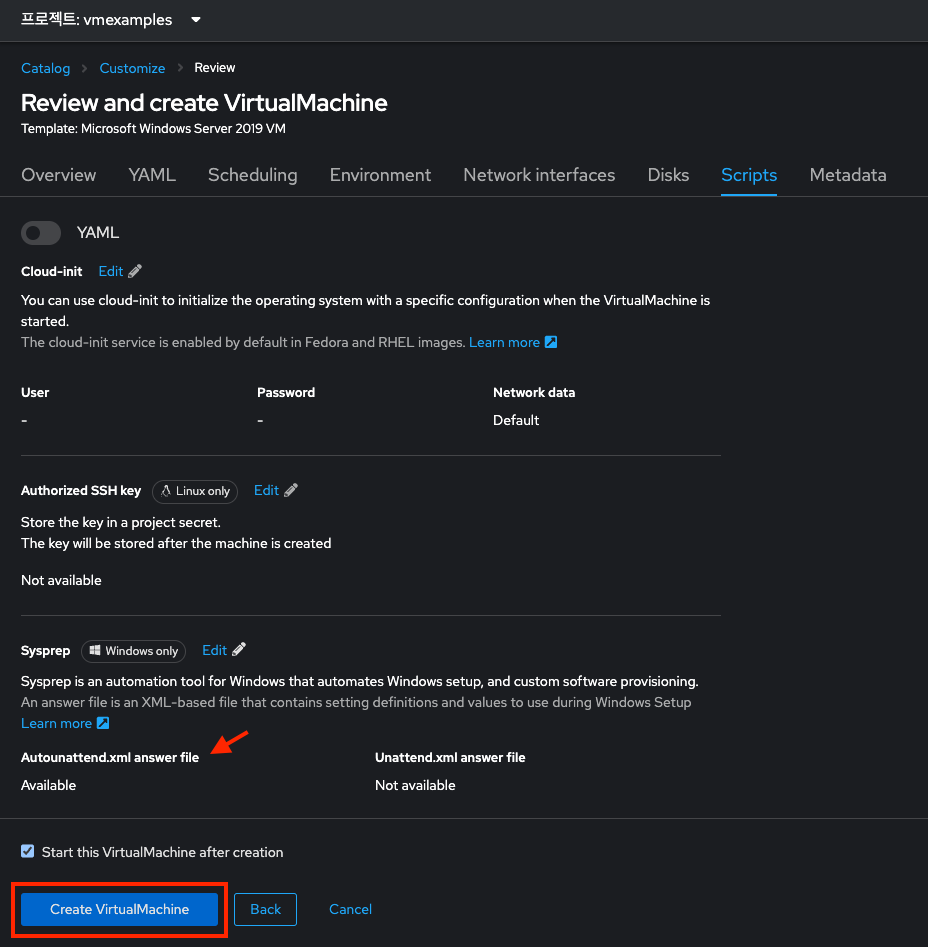 프로젝트: vmexamples
Catalog Customize Review
Review and create VirtualMachine
Template: Microsoft Windows Server 2019 VM
Overview YAML Scheduling Environment Network interfaces Disks Scripts Metadata
YAML
Cloud-init Edit
You can use cloud-init to initialize the operating system with a specific configuration when the VirtualMachine is
started.
The cloud-init service is enabled by default in Fedora and RHEL images. Learn more
User Password Network data
- - Default
Authorized SSH key Linux only Edit
Store the key in a project secret.
The key will be stored after the machine is created
Not available
Sysprep Windows only Edit
Sysprep is an automation tool for Windows that automates Windows setup, and custom software provisioning.
An answer file is an XML-based file that contains setting definitions and values to use during Windows Setup
Learn more
Autounattend.xml answer file Unattend.xml answer file
Available Not available
Start this VirtualMachine after creation
Create VirtualMachine Back Cancel